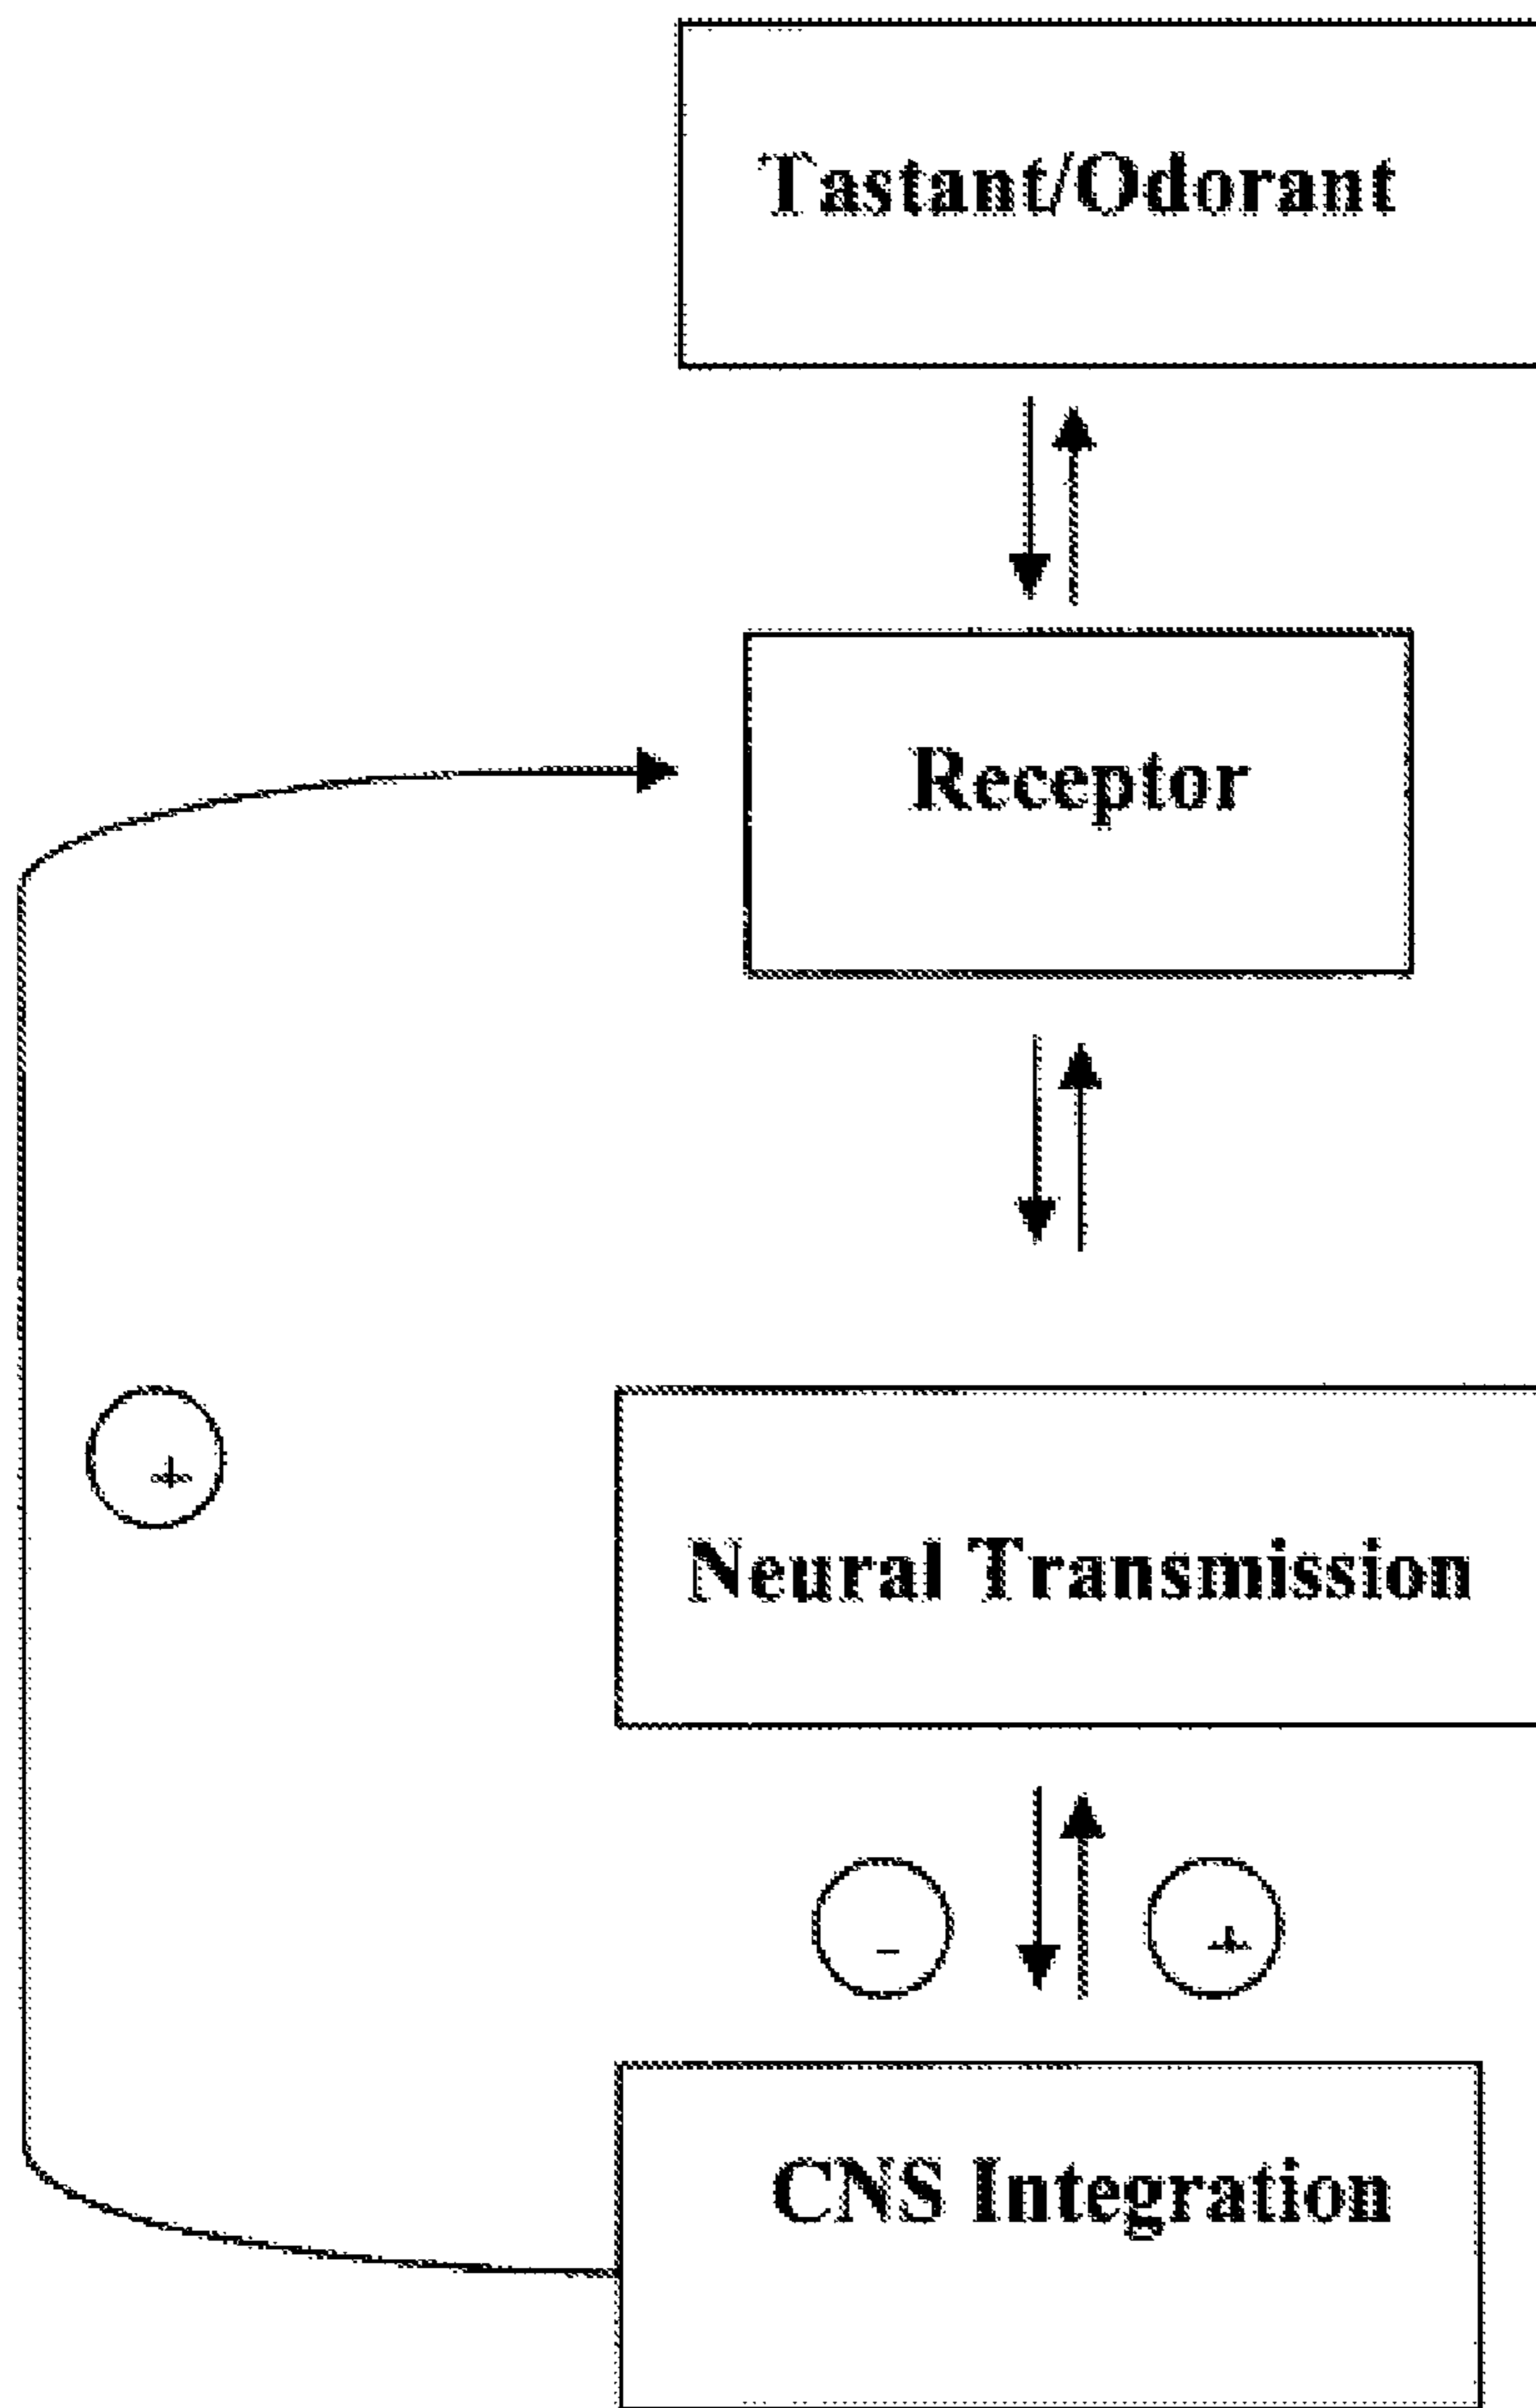 Tastant/Odorant
Receptor
+
Neural Transmission
- +
CNS Integration